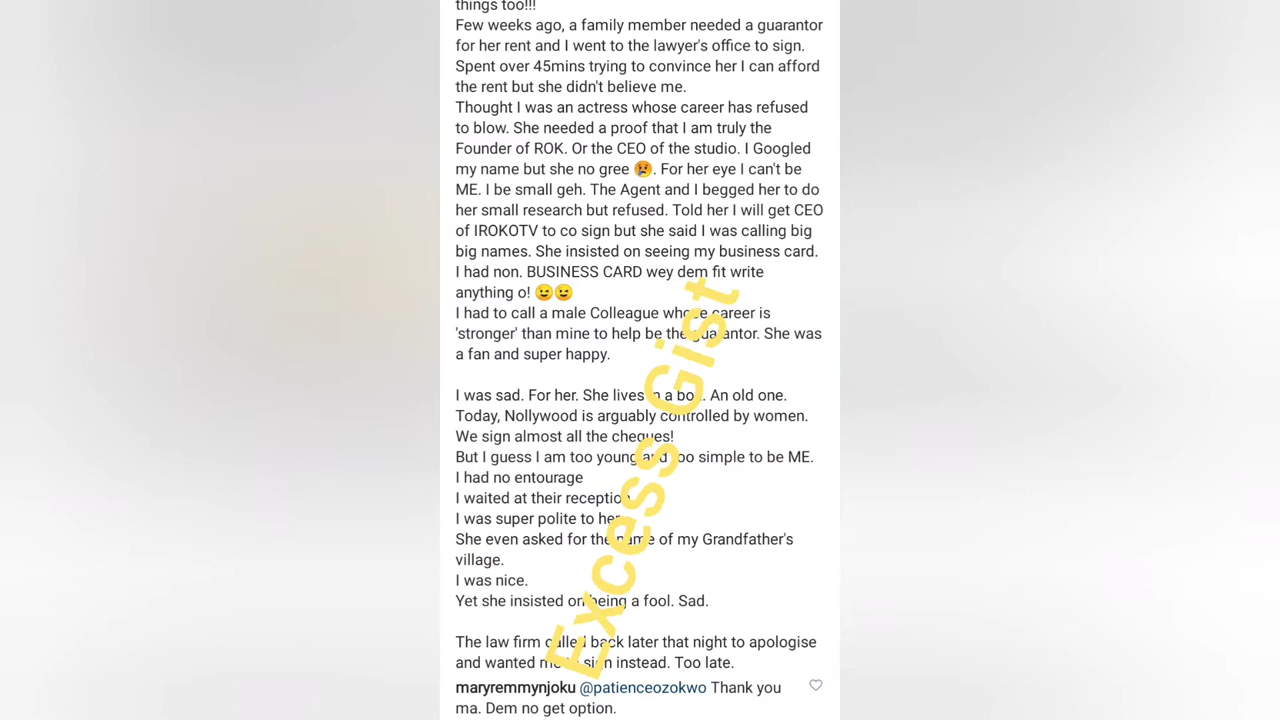 things too!!!
Few weeks ago, a family member needed a guarantor
for her rent and I went to the lawyer's office to sign.
Spent over 45mins trying to convince her I can afford
the rent but she didn't believe me.
Thought I was an actress whose career has refused
to blow. She needed a proof that I am truly the
Founder of ROK. Or the CEO of the studio. I Googled
my name but she no gree 😢. For her eye I can't be
ME. I be small geh. The Agent and I begged her to do
her small research but refused. Told her I will get CEO
of IROKOTV to co sign but she said I was calling big
big names. She insisted on seeing my business card.
I had non. BUSINESS CARD wey dem fit write
anything o! 😉😉
I had to call a male Colleague whose career is
'stronger' than mine to help be the guarantor. She was
a fan and super happy.
I was sad. For her. She lives in a box. An old one.
Today, Nollywood is arguably controlled by women.
We sign almost all the cheques!
But I guess I am too young and too simple to be ME.
I had no entourage
I waited at their reception
I was super polite to her
She even asked for the name of my Grandfather's
village.
I was nice.
Yet she insisted on being a fool. Sad.
The law firm called back later that night to apologise
and wanted me to sign instead. Too late.
maryremmynjoku @patienceozokwo Thank you
ma. Dem no get option.
Excess Gist